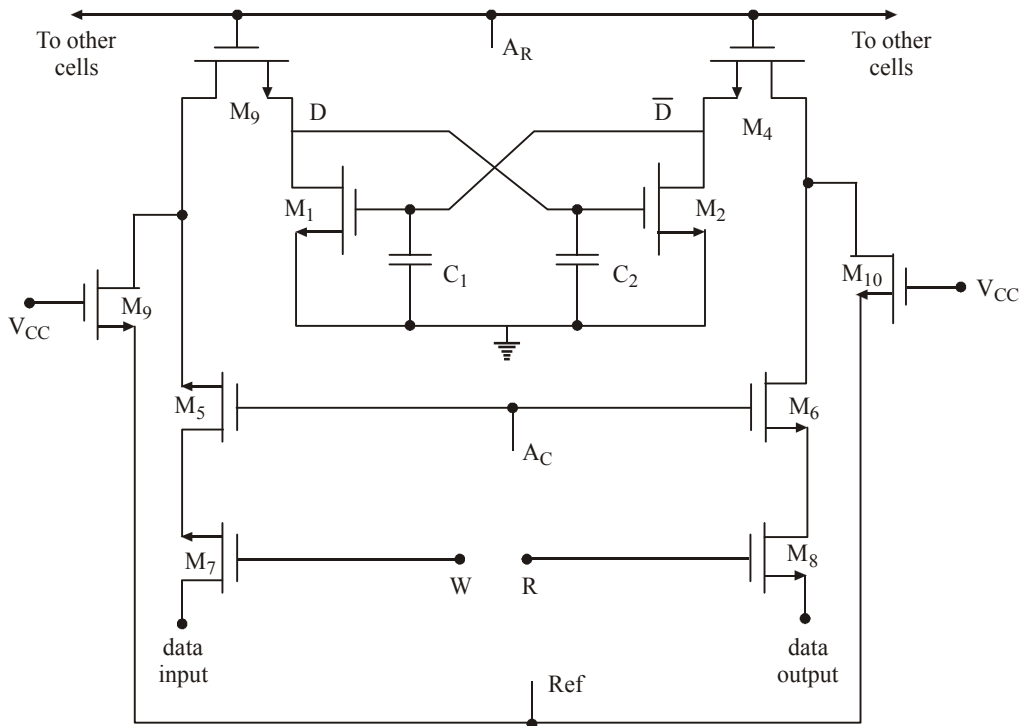 To other
cells
A_R
To other
cells
M_9
D
D̅
M_4
M_1
M_2
C_1
C_2
M_9
V_CC
M_10
V_CC
M_5
M_6
A_C
M_7
M_8
W
R
data
input
data
output
Ref